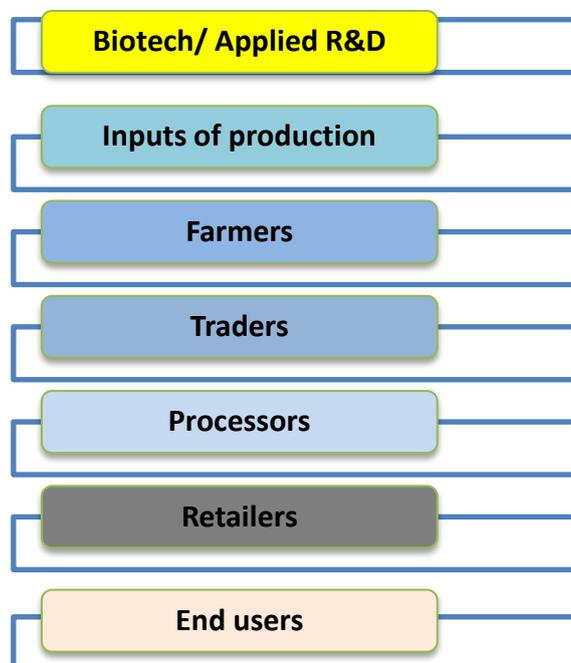 Biotech/ Applied R&D
Inputs of production
Farmers
Traders
Processors
Retailers
End users